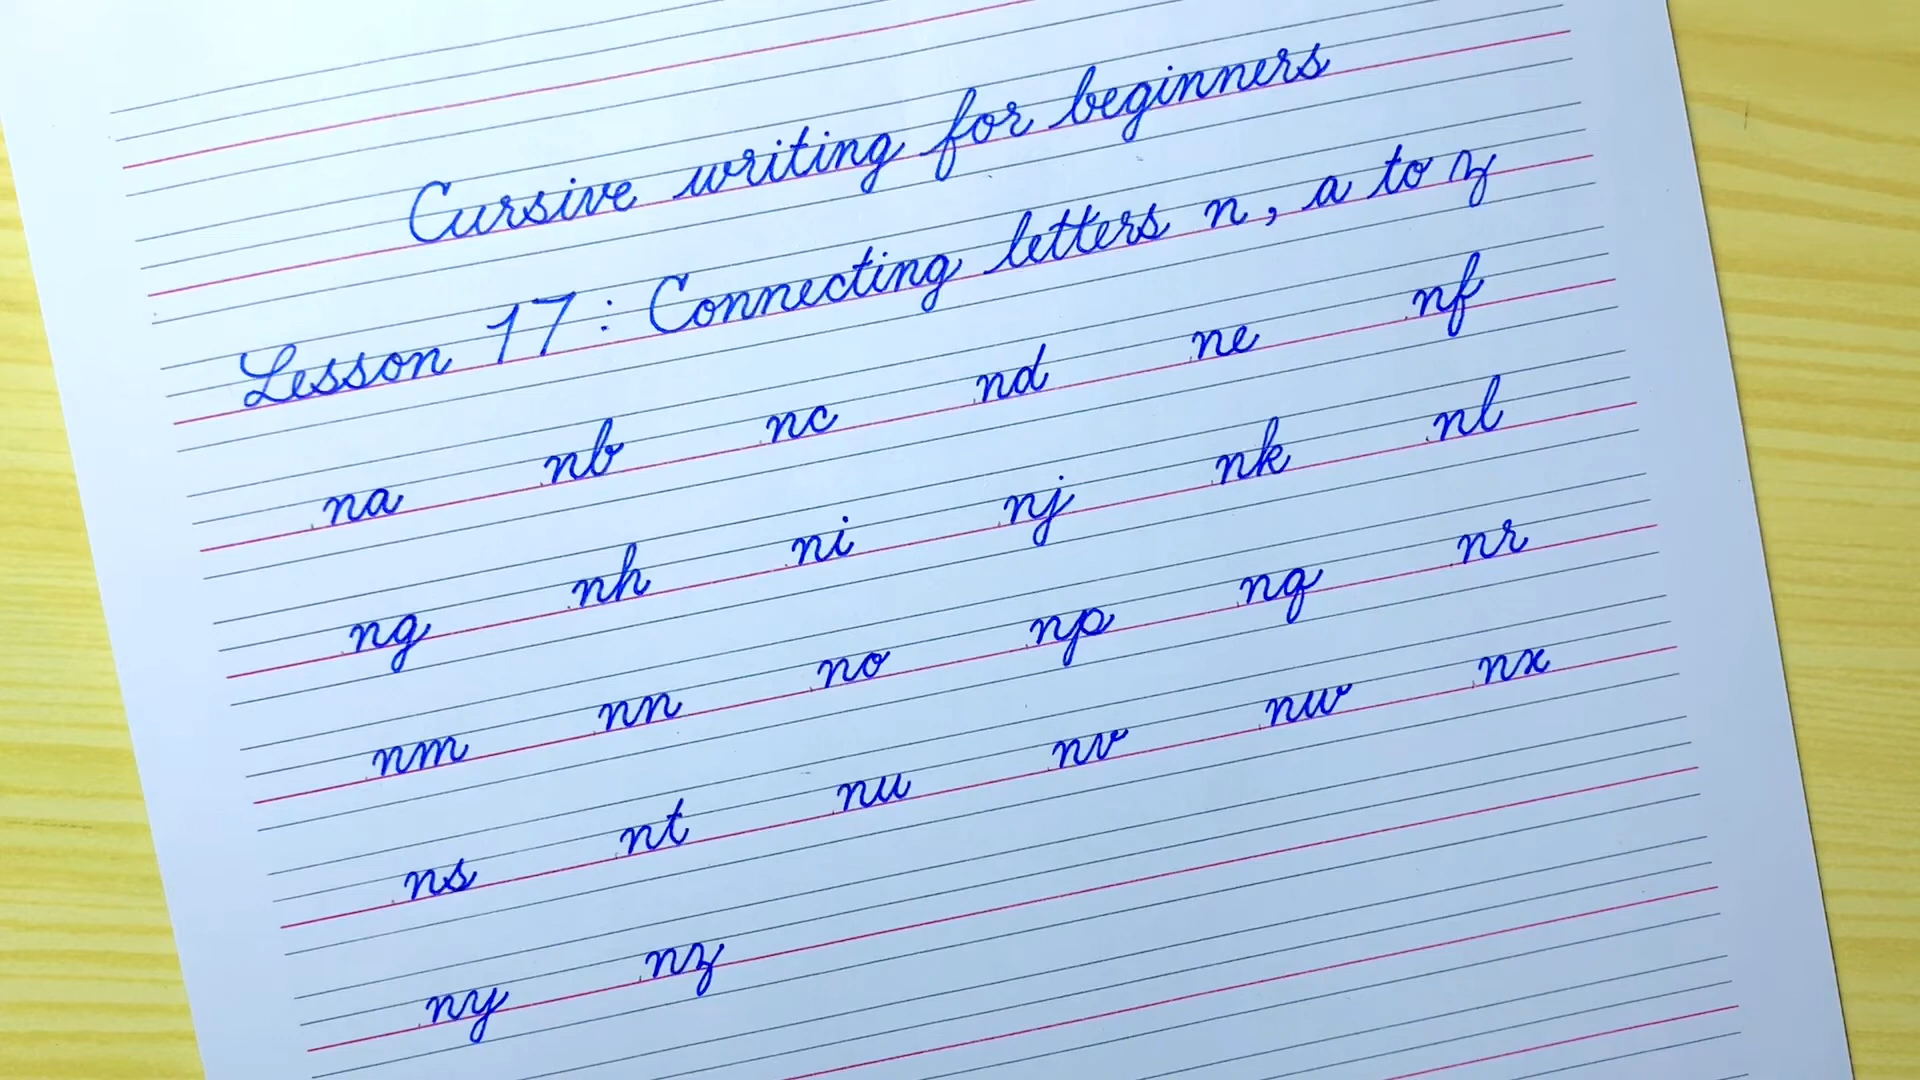 Cursive writing for beginners
Lesson 17: Connecting letters n, a to z
na nb nc nd ne nf
ng nh ni nj nk nl
nm nn no np nq nr
ns nt nu nv nw nx
ny nz